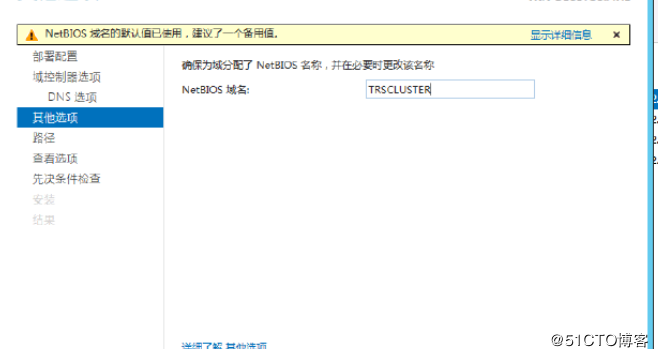 NetBIOS 域名的默认值已使用，建议了一个备用值。 显示详细信息 ×
部署配置
域控制器选项
DNS 选项
其他选项
路径
查看选项
先决条件检查
安装
结果
确保为域分配了 NetBIOS 名称，并在必要时更改该名称
NetBIOS 域名: TRSCLUSTER
详细了解 其他选项
@51CTO博客